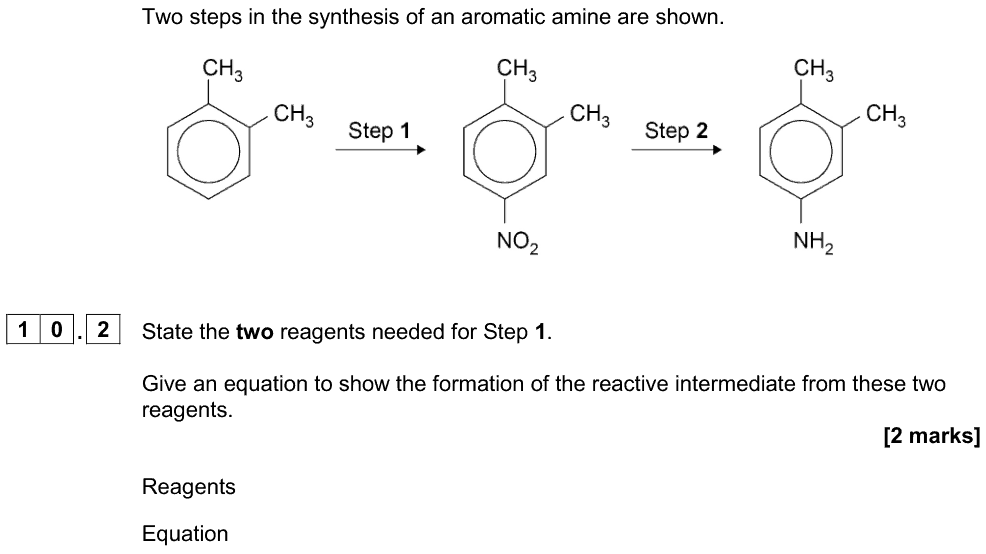 Two steps in the synthesis of an aromatic amine are shown.
CH3 CH3 CH3
CH3 CH3 CH3
Step 1 Step 2
NO2 NH2
1 0 . 2 State the two reagents needed for Step 1.
Give an equation to show the formation of the reactive intermediate from these two
reagents.
[2 marks]
Reagents
Equation